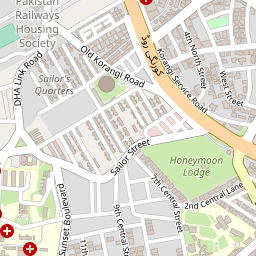 Pakistan
Railways
Housing
Society
DHA Link Road
Old Korangi Road
Sailor's
Quarters
کورنگی روڈ
Korangi Service Road
4th North Street
West Street
Honeymoon
Lodge
Sailor Street
7th Central Street
2nd Central Lane
9th Central Street
11th
Sunset Boulevard